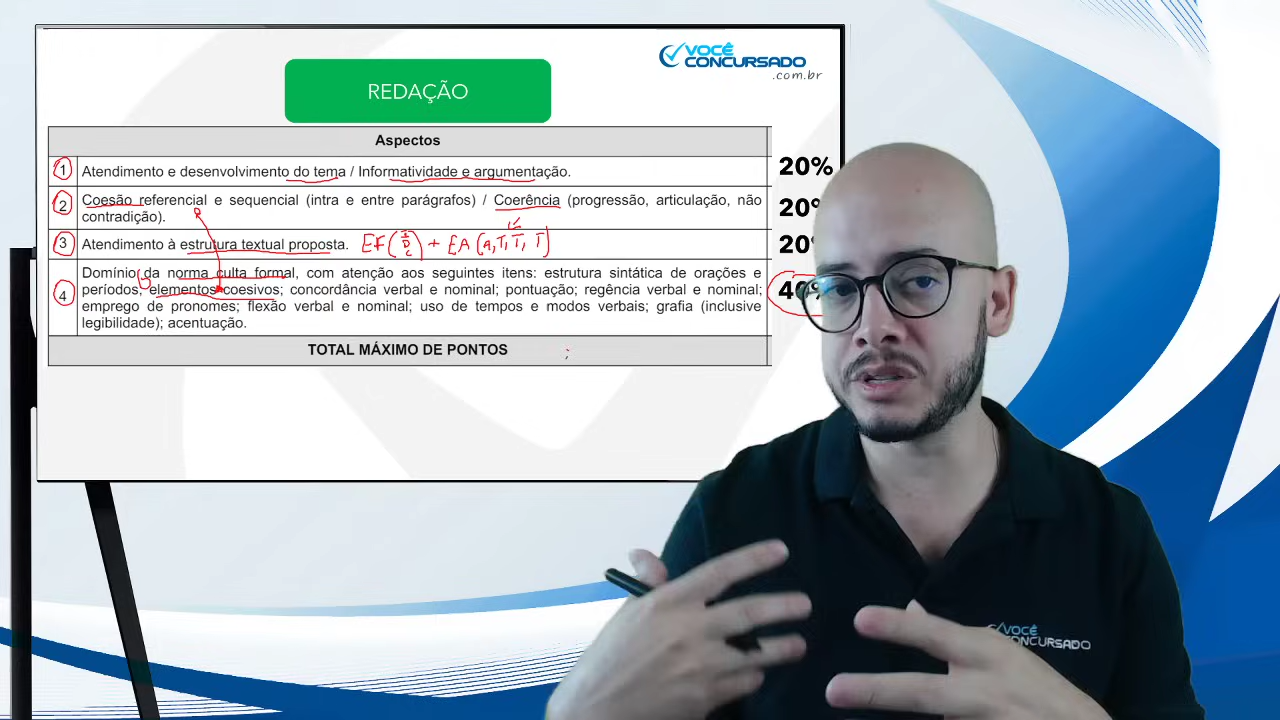 VOCÊ
CONCURSADO
.com.br
REDAÇÃO
Aspectos
1 Atendimento e desenvolvimento do tema / Informatividade e argumentação. 20%
2 Coesão referencial e sequencial (intra e entre parágrafos) / Coerência (progressão, articulação, não
contradição).
3 Atendimento à estrutura textual proposta.
4 Domínio da norma culta formal, com atenção aos seguintes itens: estrutura sintática de orações e
períodos, elementos coesivos; concordância verbal e nominal; pontuação; regência verbal e nominal;
emprego de pronomes; flexão verbal e nominal; uso de tempos e modos verbais; grafia (inclusive
legibilidade); acentuação.
TOTAL MÁXIMO DE PONTOS
VOCÊ
CONCURSADO